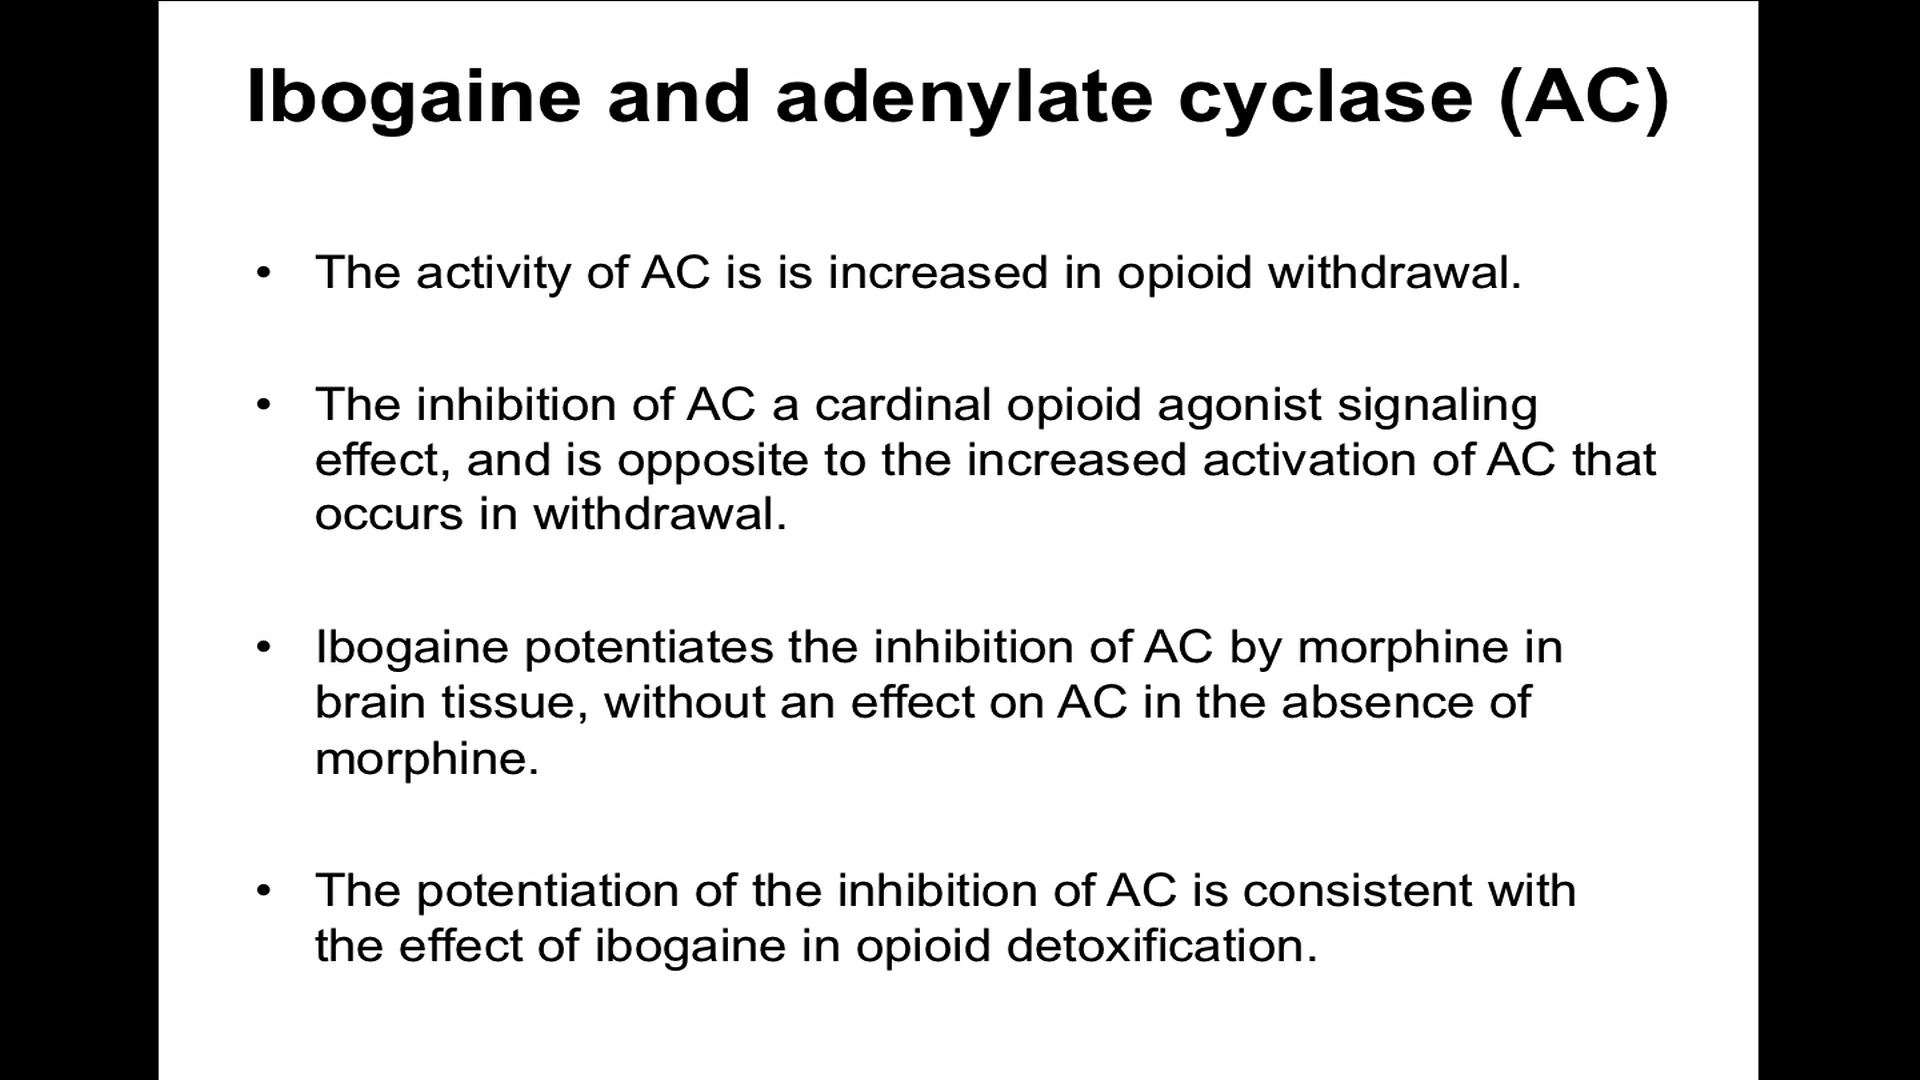 Ibogaine and adenylate cyclase (AC)
• The activity of AC is is increased in opioid withdrawal.
• The inhibition of AC a cardinal opioid agonist signaling
effect, and is opposite to the increased activation of AC that
occurs in withdrawal.
• Ibogaine potentiates the inhibition of AC by morphine in
brain tissue, without an effect on AC in the absence of
morphine.
• The potentiation of the inhibition of AC is consistent with
the effect of ibogaine in opioid detoxification.